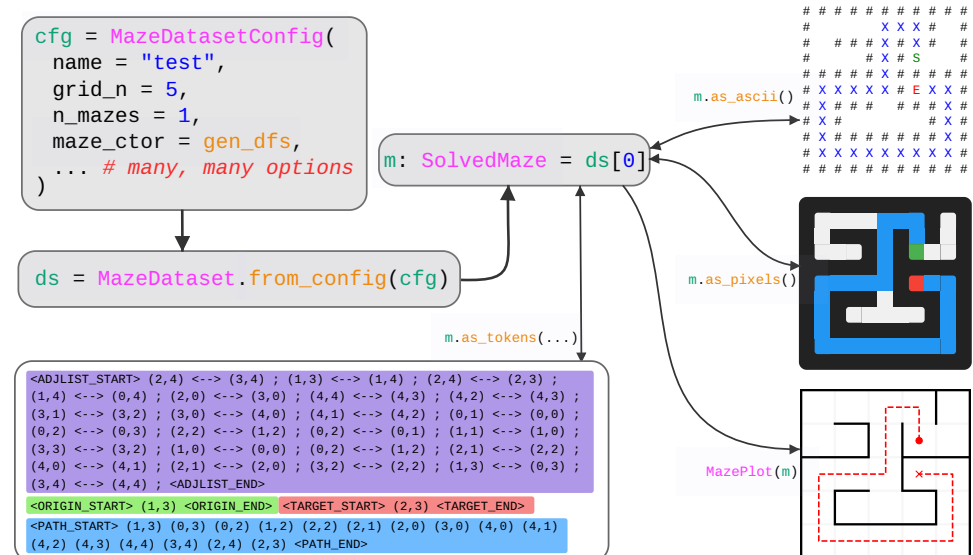 cfg = MazeDatasetConfig(
name = "test",
grid_n = 5,
n_mazes = 1,
maze_ctor = gen_dfs,
... # many, many options
)
ds = MazeDataset.from_config(cfg)
m: SolvedMaze = ds[0]
m.as_ascii()
# # # # # # # # # # #
# X X X # #
# # # # X # X # #
# # X # S #
# # # # # X # # # # #
# X X X X X # E X X #
# X # # # # # # X #
# X # # X #
# X # # # # # # # X #
# X X X X X X X X X #
# # # # # # # # # # #
m.as_pixels()
m.as_tokens(...)
MazePlot(m)
<ADJLIST_START> (2,4) <--> (3,4) ; (1,3) <--> (1,4) ; (2,4) <--> (2,3) ;
(1,4) <--> (0,4) ; (2,0) <--> (3,0) ; (4,4) <--> (4,3) ; (4,2) <--> (4,3) ;
(3,1) <--> (3,2) ; (3,0) <--> (4,0) ; (4,1) <--> (4,2) ; (0,1) <--> (0,0) ;
(0,2) <--> (0,3) ; (2,2) <--> (1,2) ; (0,2) <--> (0,1) ; (1,1) <--> (1,0) ;
(3,3) <--> (3,2) ; (1,0) <--> (0,0) ; (0,2) <--> (1,2) ; (2,1) <--> (2,2) ;
(4,0) <--> (4,1) ; (2,1) <--> (2,0) ; (3,2) <--> (2,2) ; (1,3) <--> (0,3) ;
(3,4) <--> (4,4) ; <ADJLIST_END>
<ORIGIN_START> (1,3) <ORIGIN_END> <TARGET_START> (2,3) <TARGET_END>
<PATH_START> (1,3) (0,3) (0,2) (1,2) (2,2) (2,1) (2,0) (3,0) (4,0) (4,1)
(4,2) (4,3) (4,4) (3,4) (2,4) (2,3) <PATH_END>